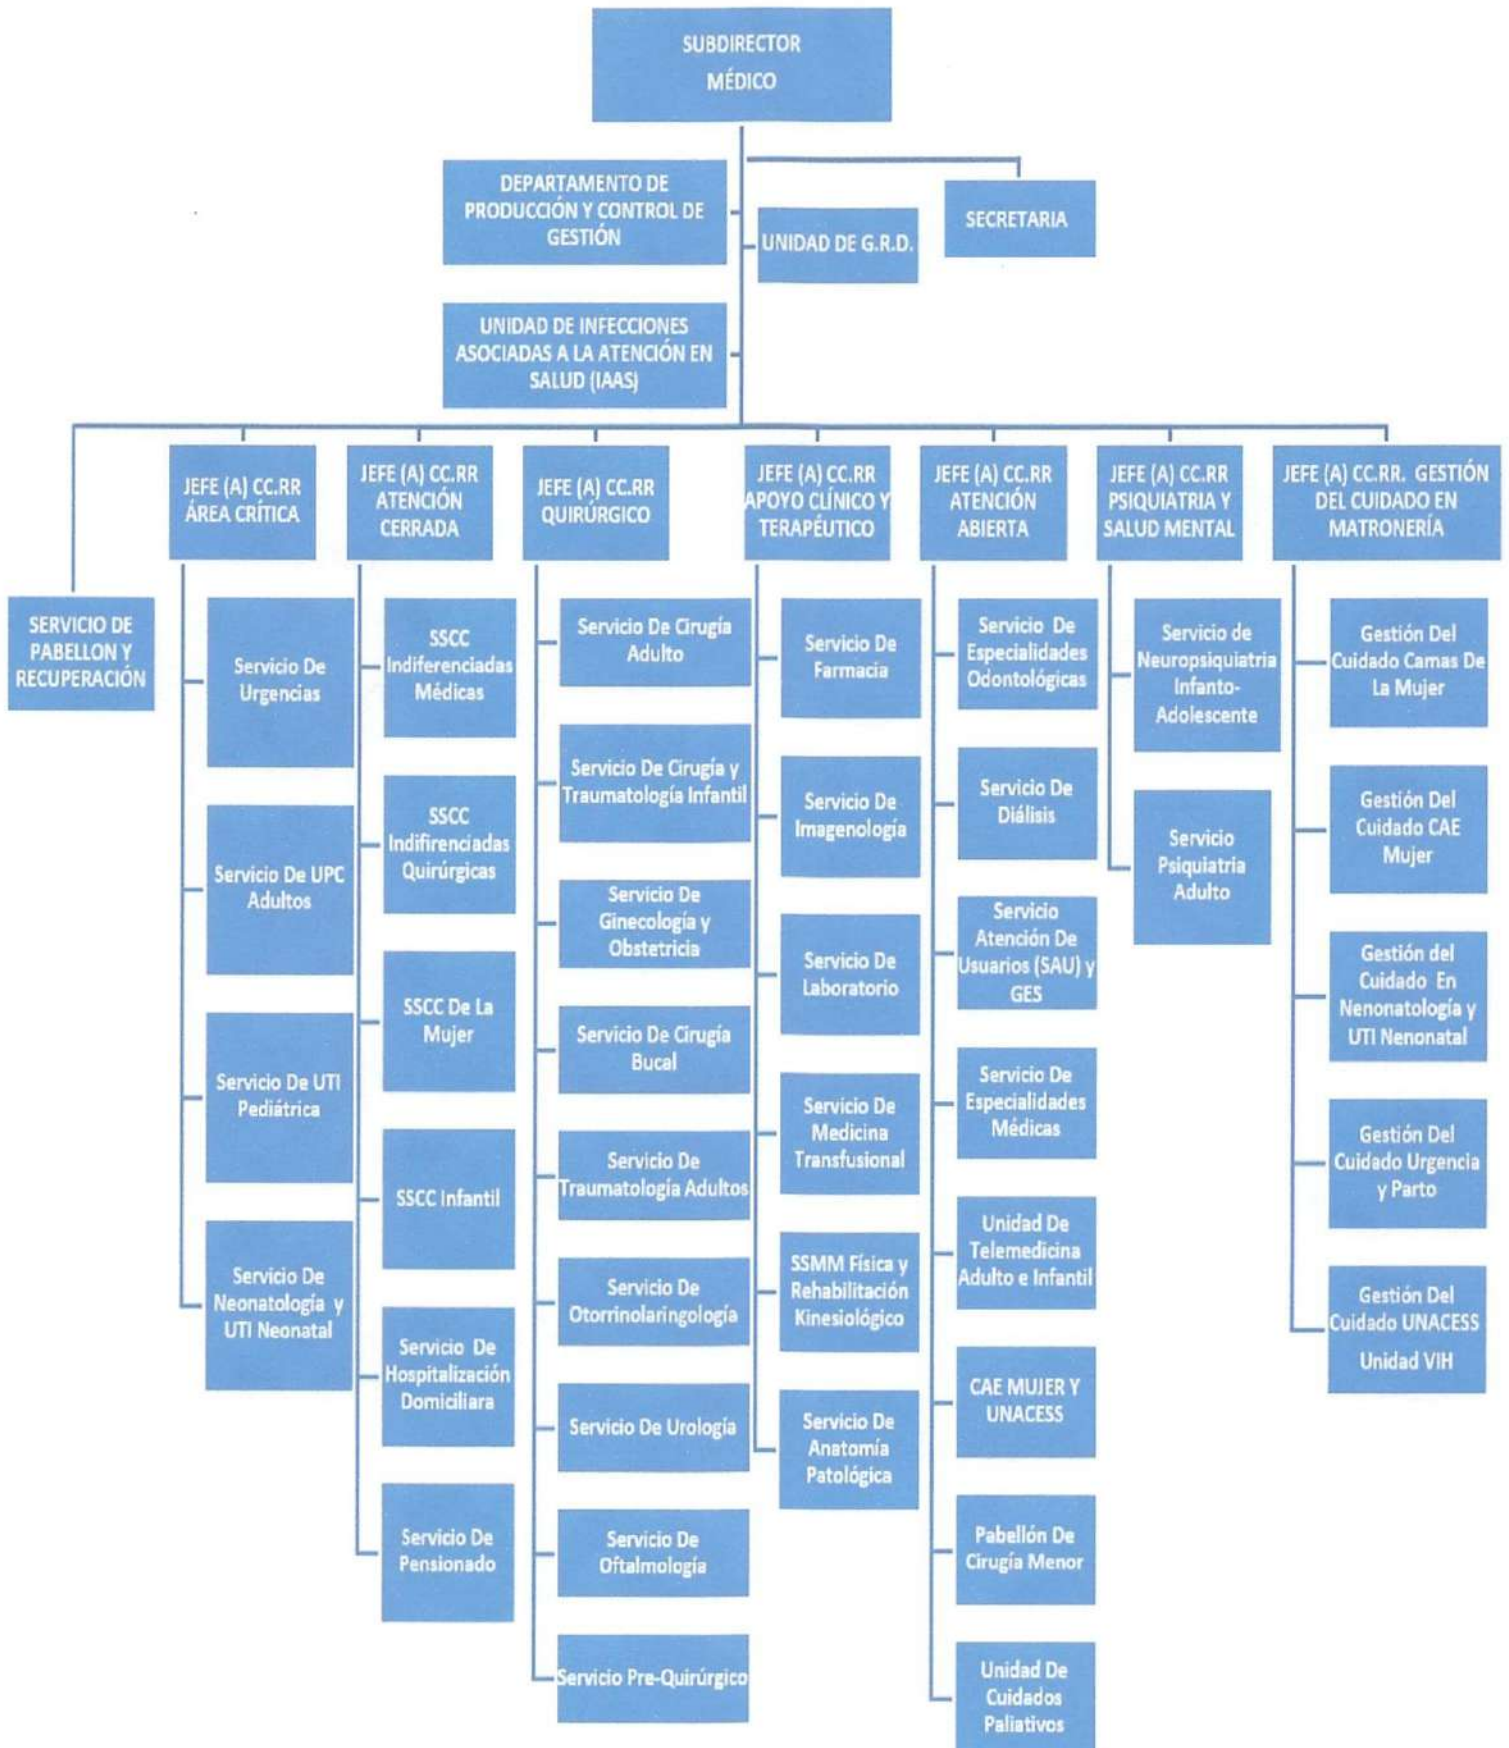 SUBDIRECTOR
MÉDICO
DEPARTAMENTO DE
PRODUCCIÓN Y CONTROL DE
GESTIÓN
SECRETARIA
UNIDAD DE G.R.D.
UNIDAD DE INFECCIONES
ASOCIADAS A LA ATENCIÓN EN
SALUD (IAAS)
SERVICIO DE
PABELLON Y
RECUPERACIÓN
JEFE (A) CC.RR
ÁREA CRÍTICA
Servicio De
Urgencias
Servicio De UPC
Adultos
Servicio De UTI
Pediátrica
Servicio De
Neonatología y
UTI Neonatal
JEFE (A) CC.RR
ATENCIÓN
CERRADA
SSCC
Indiferenciadas
Médicas
SSCC
Indifirenciadas
Quirúrgicas
SSCC De La
Mujer
SSCC Infantil
Servicio De
Hospitalización
Domiciliara
Servicio De
Pensionado
JEFE (A) CC.RR
QUIRÚRGICO
Servicio De Cirugía
Adulto
Servicio De Cirugía y
Traumatología Infantil
Servicio De
Ginecología y
Obstetricia
Servicio De Cirugía
Bucal
Servicio De
Traumatología Adultos
Servicio De
Otorrinolaringología
Servicio De Urología
Servicio De
Oftalmología
Servicio Pre-Quirúrgico
JEFE (A) CC.RR
APOYO CLÍNICO Y
TERAPÉUTICO
Servicio De
Farmacia
Servicio De
Imagenología
Servicio De
Laboratorio
Servicio De
Medicina
Transfusional
SSMM Física y
Rehabilitación
Kinesiológico
Servicio De
Anatomía
Patológica
JEFE (A) CC.RR
ATENCIÓN
ABIERTA
Servicio De
Especialidades
Odontológicas
Servicio De
Diálisis
Servicio
Atención De
Usuarios (SAU) y
GES
Servicio De
Especialidades
Médicas
Unidad De
Telemedicina
Adulto e Infantil
CAE MUJER Y
UNACESS
Pabellón De
Cirugía Menor
Unidad De
Cuidados
Paliativos
JEFE (A) CC.RR
PSIQUIATRIA Y
SALUD MENTAL
Servicio de
Neuropsiquiatria
Infanto-
Adolescente
Servicio
Psiquiatria
Adulto
JEFE (A) CC.RR. GESTIÓN
DEL CUIDADO EN
MATRONERÍA
Gestión Del
Cuidado Camas De
La Mujer
Gestión Del
Cuidado CAE
Mujer
Gestión del
Cuidado En
Nenonatología y
UTI Nenonatal
Gestión Del
Cuidado Urgencia
y Parto
Gestión Del
Cuidado UNACESS
Unidad VIH